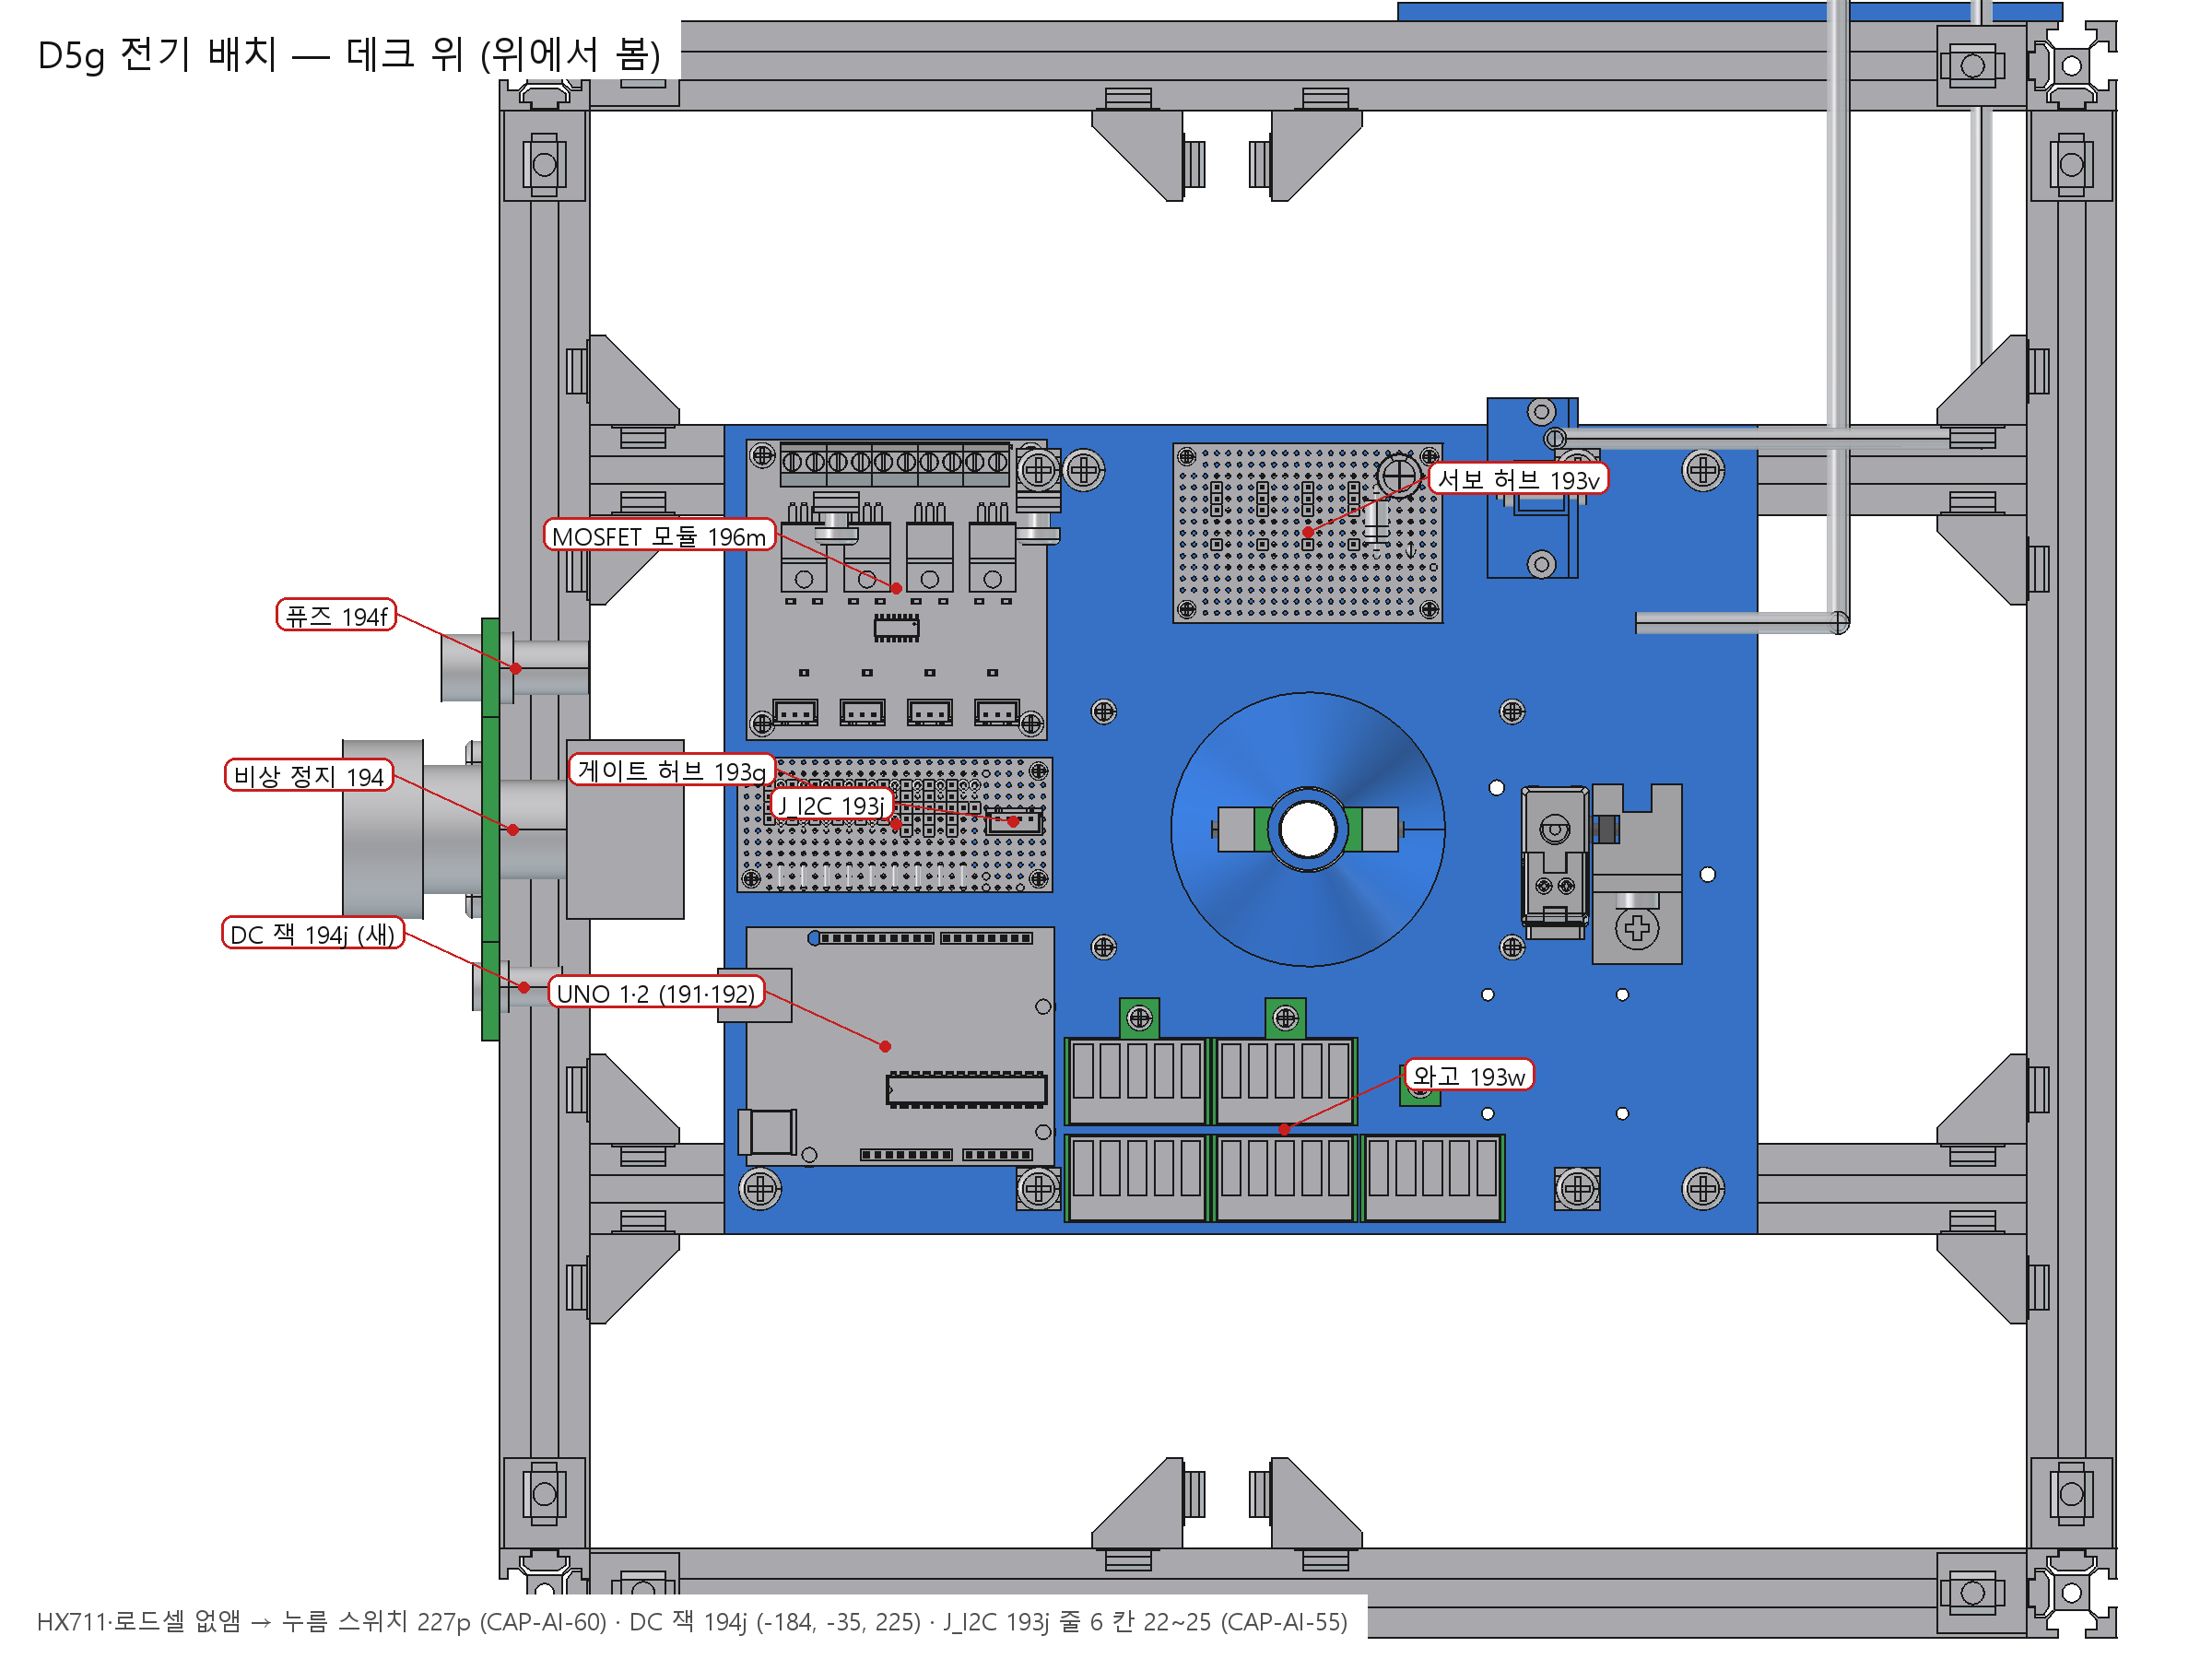 D5g 전기 배치 — 데크 위 (위에서 봄)
서보 허브 193v
MOSFET 모듈 196m
퓨즈 194f
비상 정지 194
게이트 허브 193g
J_I2C 193j
DC 잭 194j (새)
UNO 1·2 (191·192)
와고 193w
HX711·로드셀 없앰 → 누름 스위치 227p (CAP-AI-60) · DC 잭 194j (-184, -35, 225) · J_I2C 193j 줄 6 칸 22~25 (CAP-AI-55)